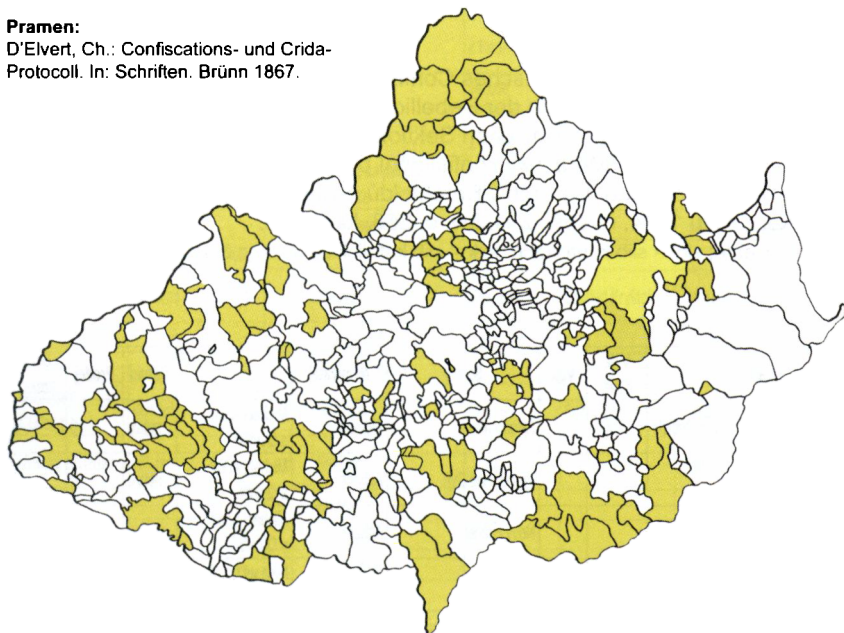 Pramen:
D'Elvert, Ch.: Confiscations- und Crida-
Protocoll. In: Schriften. Brünn 1867.